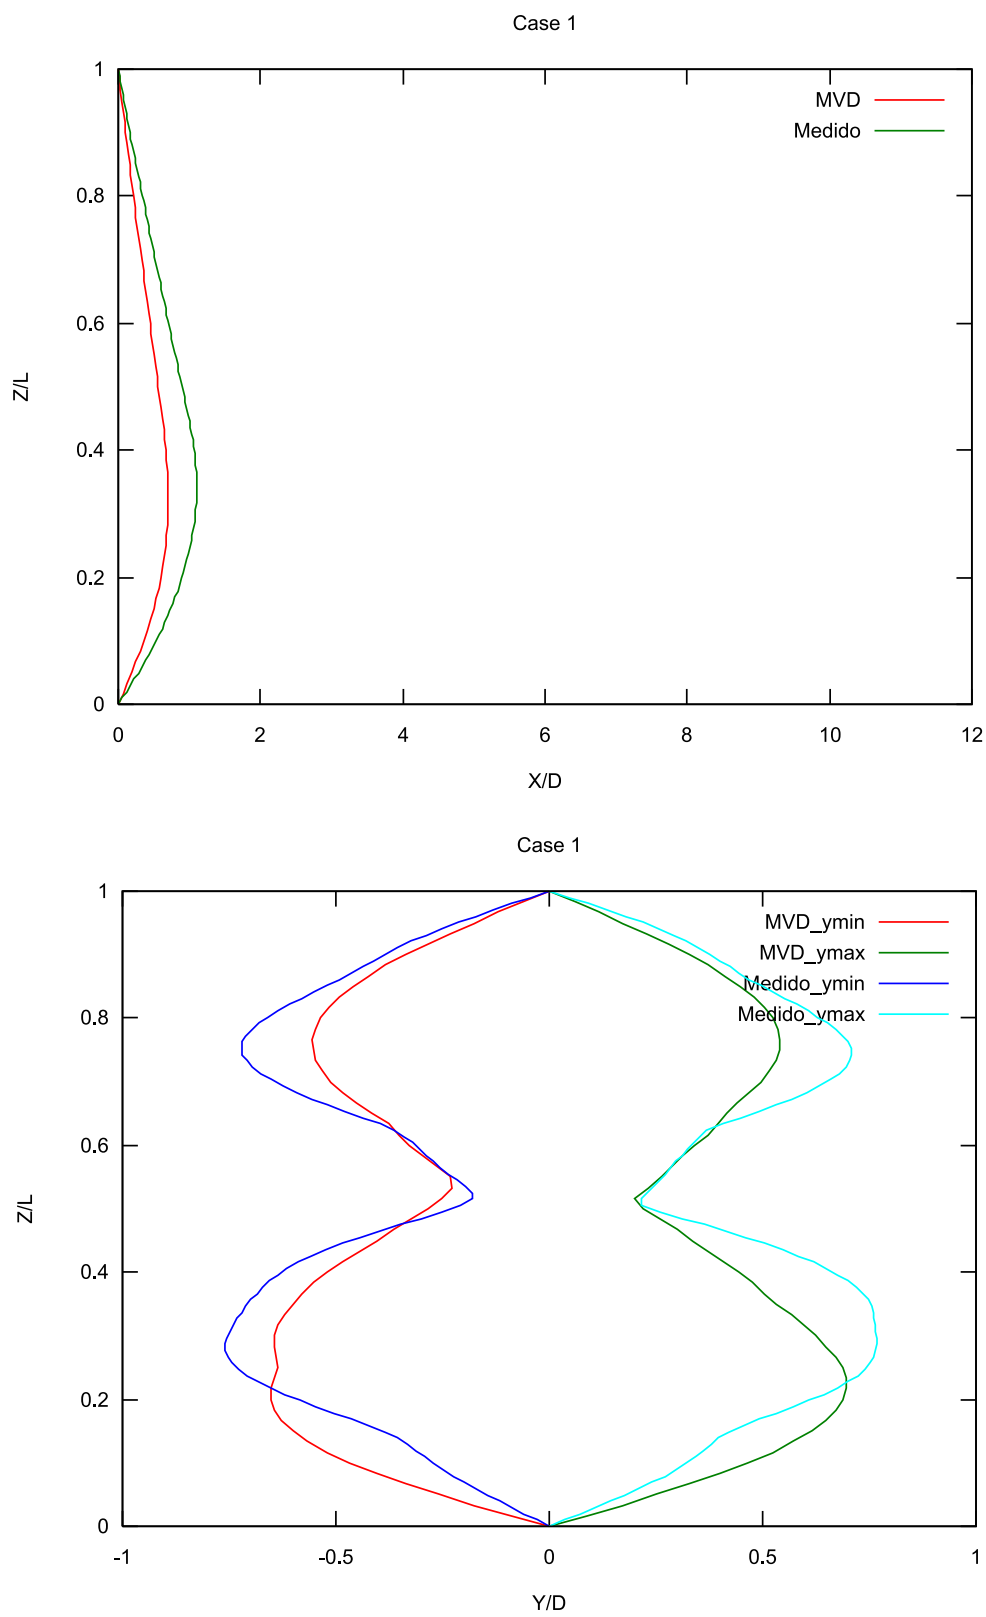 Case 1
1
MVD
Medido
0.8
0.6
Z/L
0.4
0.2
0
0 2 4 6 8 10 12
X/D
Case 1
1
MVD_ymin
MVD_ymax
Medido_ymin
Medido_ymax
0.8
0.6
Z/L
0.4
0.2
0
-1 -0.5 0 0.5 1
Y/D